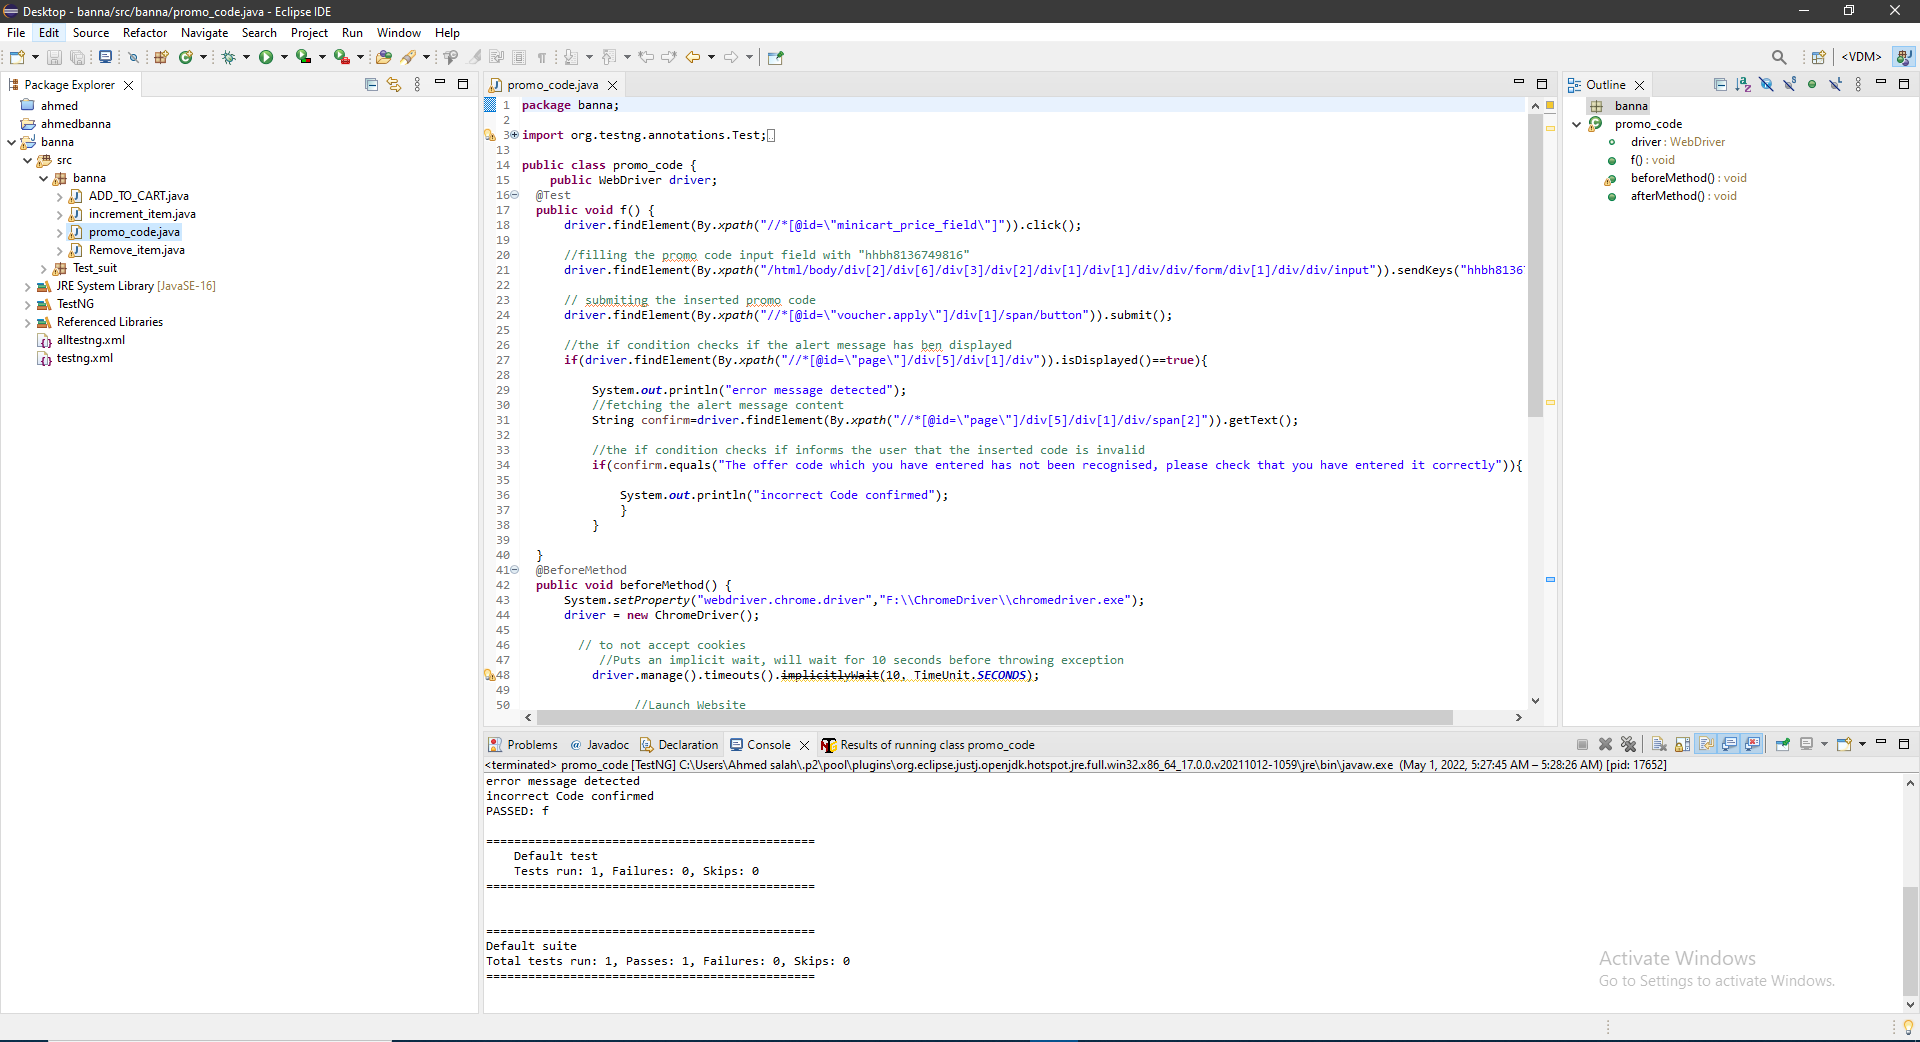 Desktop - banna/src/banna/promo_code.java - Eclipse IDE
File Edit Source Refactor Navigate Search Project Run Window Help
<VDM>
Package Explorer
ahmed
ahmedbanna
banna
src
banna
ADD_TO_CART.java
increment_item.java
promo_code.java
Remove_item.java
Test_suit
JRE System Library [JavaSE-16]
TestNG
Referenced Libraries
alltestng.xml
testng.xml
promo_code.java
1 package banna;
2
3 import org.testng.annotations.Test;
13
14 public class promo_code {
15 public WebDriver driver;
16 @Test
17 public void f() {
18 driver.findElement(By.xpath("//*[@id=\"minicart_price_field\"]")).click();
19
20 //filling the promo code input field with "hhbh8136749816"
21 driver.findElement(By.xpath("/html/body/div[2]/div[6]/div[3]/div[2]/div[1]/div[1]/div/div/form/div[1]/div/div/input")).sendKeys("hhbh8136
22
23 // submiting the inserted promo code
24 driver.findElement(By.xpath("//*[@id=\"voucher.apply\"]/div[1]/span/button")).submit();
25
26 //the if condition checks if the alert message has ben displayed
27 if(driver.findElement(By.xpath("//*[@id=\"page\"]/div[5]/div[1]/div")).isDisplayed()==true){
28
29 System.out.println("error message detected");
30 //fetching the alert message content
31 String confirm=driver.findElement(By.xpath("//*[@id=\"page\"]/div[5]/div[1]/div/span[2]")).getText();
32
33 //the if condition checks if informs the user that the inserted code is invalid
34 if(confirm.equals("The offer code which you have entered has not been recognised, please check that you have entered it correctly")){
35
36 System.out.println("incorrect Code confirmed");
37 }
38 }
39
40 }
41 @BeforeMethod
42 public void beforeMethod() {
43 System.setProperty("webdriver.chrome.driver","F:\\ChromeDriver\\chromedriver.exe");
44 driver = new ChromeDriver();
45
46 // to not accept cookies
47 //Puts an implicit wait, will wait for 10 seconds before throwing exception
48 driver.manage().timeouts().implicitlyWait(10, TimeUnit.SECONDS);
49
50 //Launch Website
Outline
banna
promo_code
driver : WebDriver
f() : void
beforeMethod() : void
afterMethod() : void
Problems Javadoc Declaration Console Results of running class promo_code
<terminated> promo_code [TestNG] C:\Users\Ahmed salah\.p2\pool\plugins\org.eclipse.justj.openjdk.hotspot.jre.full.win32.x86_64_17.0.0.v20211012-1059\jre\bin\javaw.exe (May 1, 2022, 5:27:45 AM – 5:28:26 AM) [pid: 17652]
error message detected
incorrect Code confirmed
PASSED: f
===============================================
Default test
Tests run: 1, Failures: 0, Skips: 0
===============================================
===============================================
Default suite
Total tests run: 1, Passes: 1, Failures: 0, Skips: 0
===============================================
Activate Windows
Go to Settings to activate Windows.